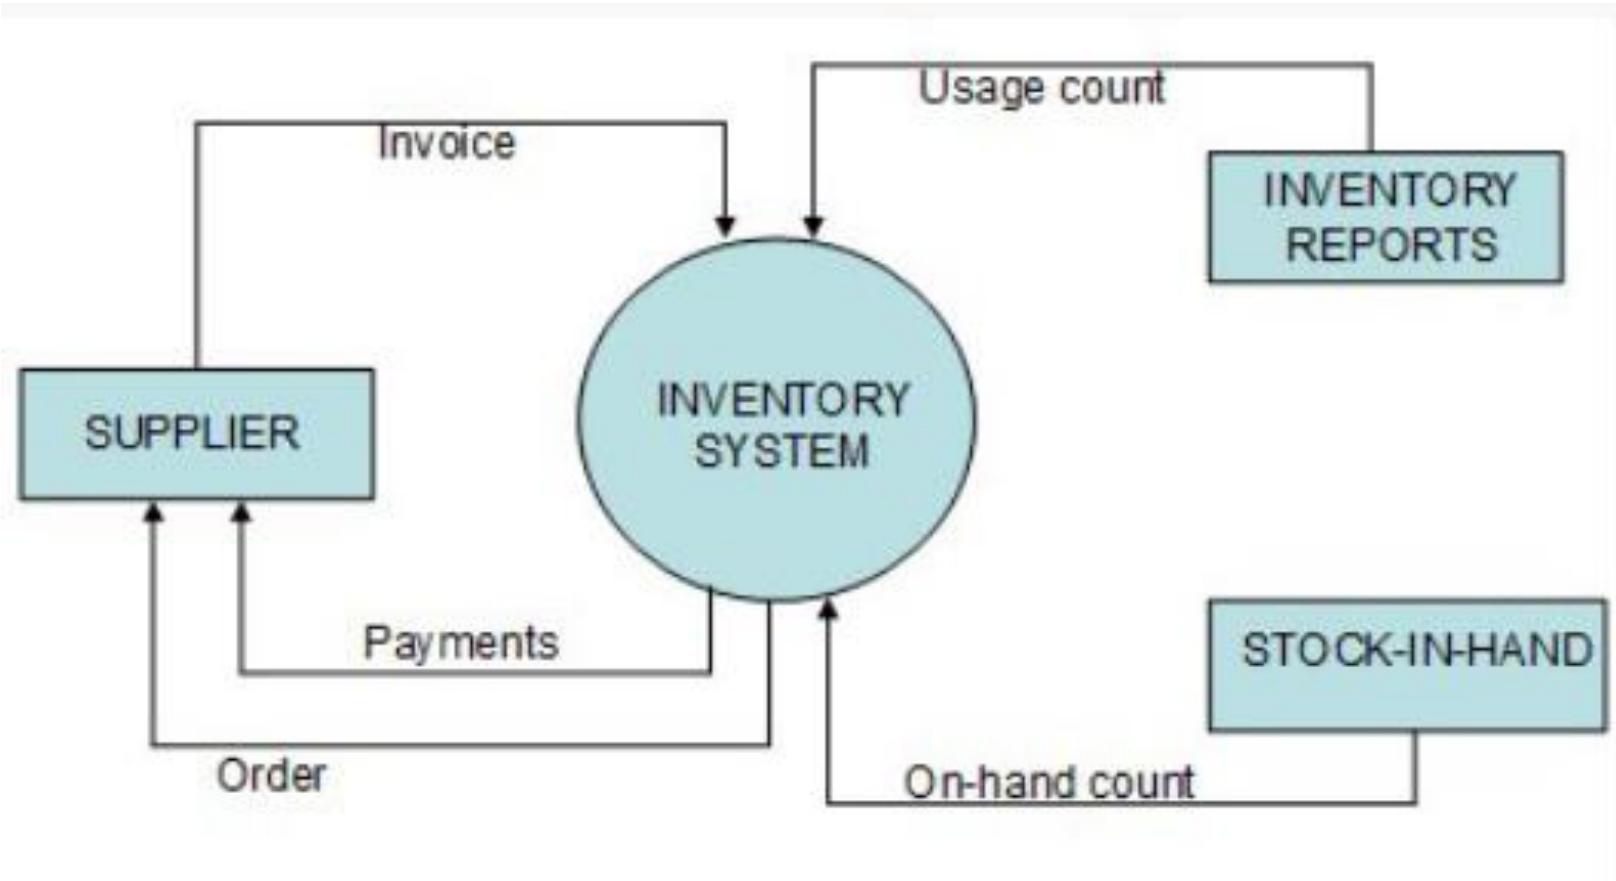 Usage count
Invoice
INVENTORY
REPORTS
SUPPLIER
INVENTORY
SYSTEM
Payments
STOCK-IN-HAND
Order
On-hand count